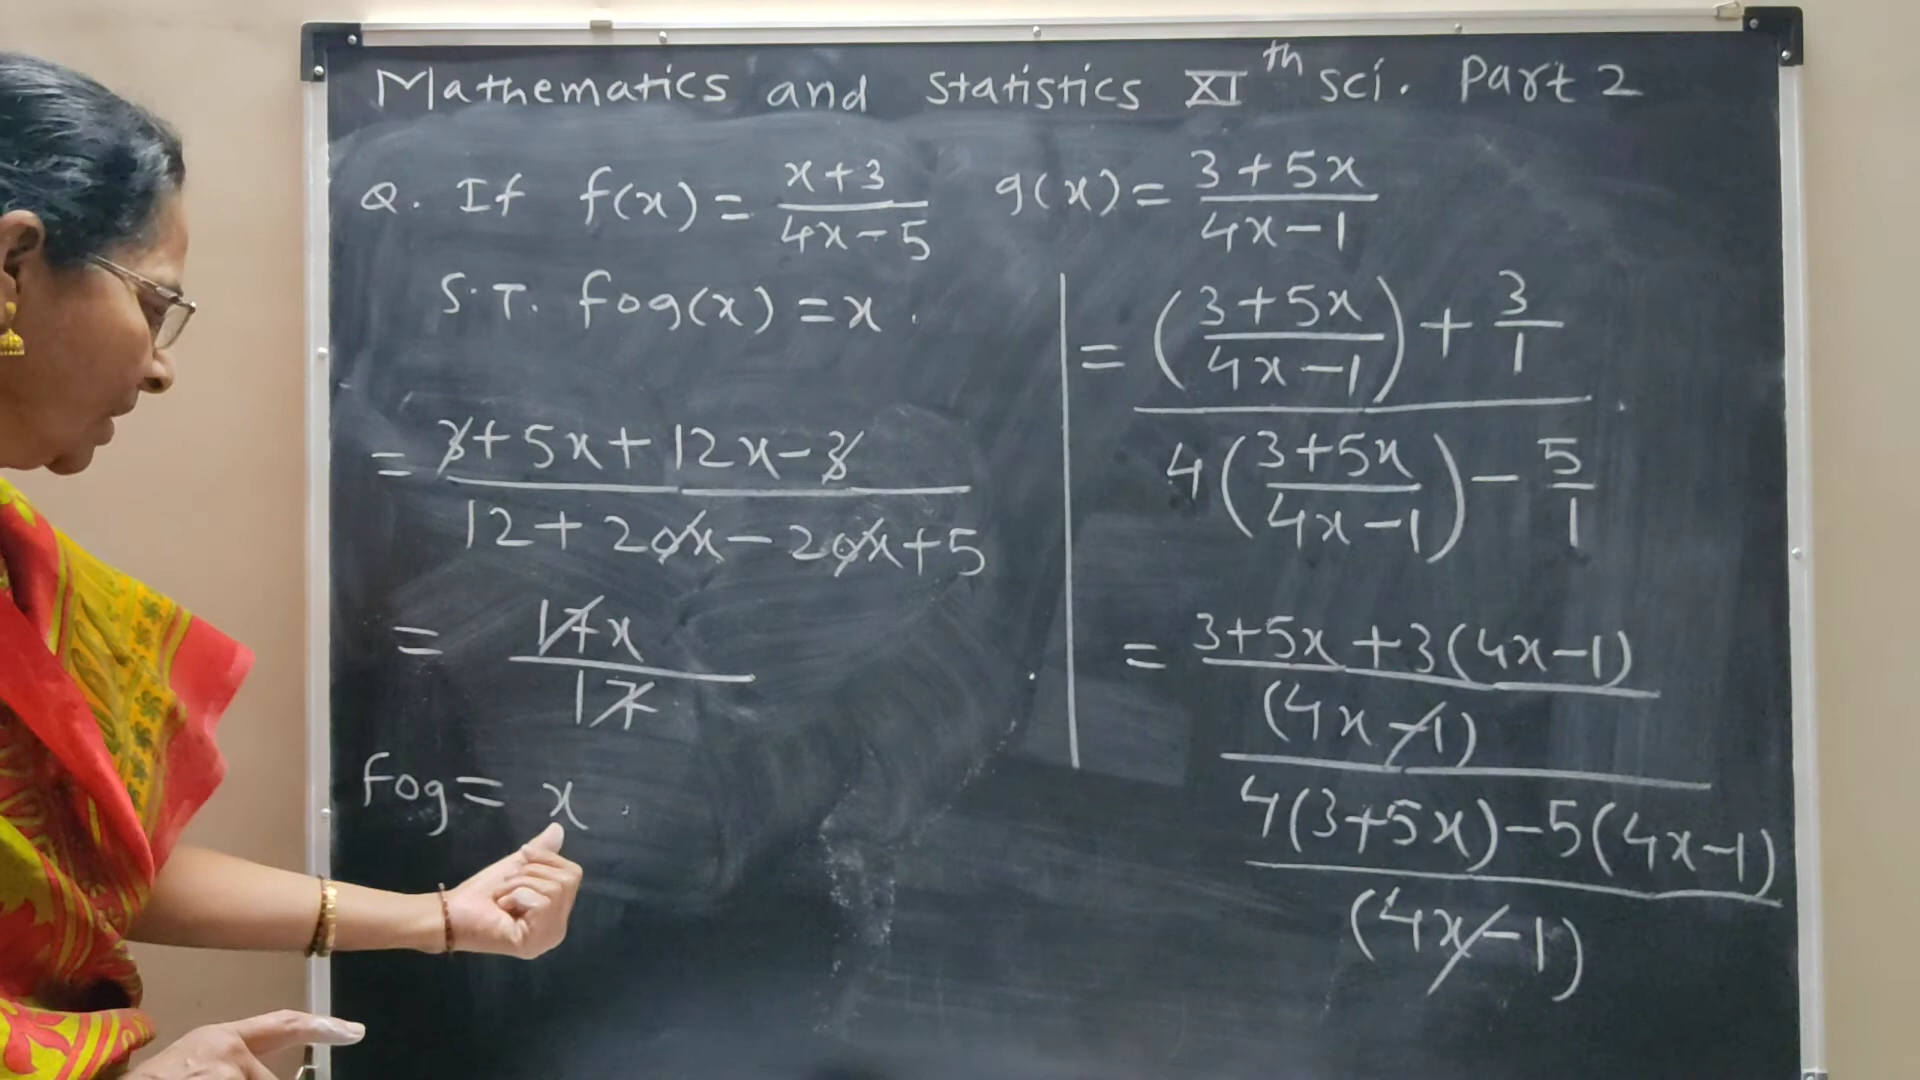 Mathematics and Statistics XIth sci. Part 2
Q. If f(x) = (x+3)/(4x-5) g(x) = (3+5x)/(4x-1)
S.T. fog(x) = x.
= (3+5x+12x-3)/(12+20x-20x+5)
= 17x/17
Fog = x.
= (((3+5x)/(4x-1)) + 3/1)/(4((3+5x)/(4x-1)) - 5/1)
= ((3+5x+3(4x-1))/(4x-1))/((4(3+5x)-5(4x-1))/(4x-1))